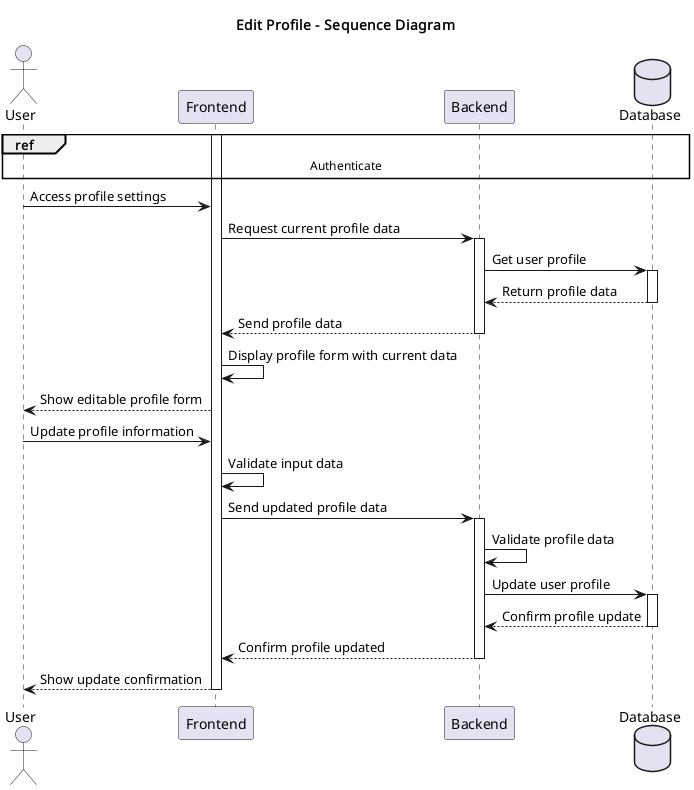 Edit Profile - Sequence Diagram
User
Frontend
Backend
Database
ref
Authenticate
Access profile settings
Request current profile data
Get user profile
Return profile data
Send profile data
Display profile form with current data
Show editable profile form
Update profile information
Validate input data
Send updated profile data
Validate profile data
Update user profile
Confirm profile update
Confirm profile updated
Show update confirmation
User
Frontend
Backend
Database